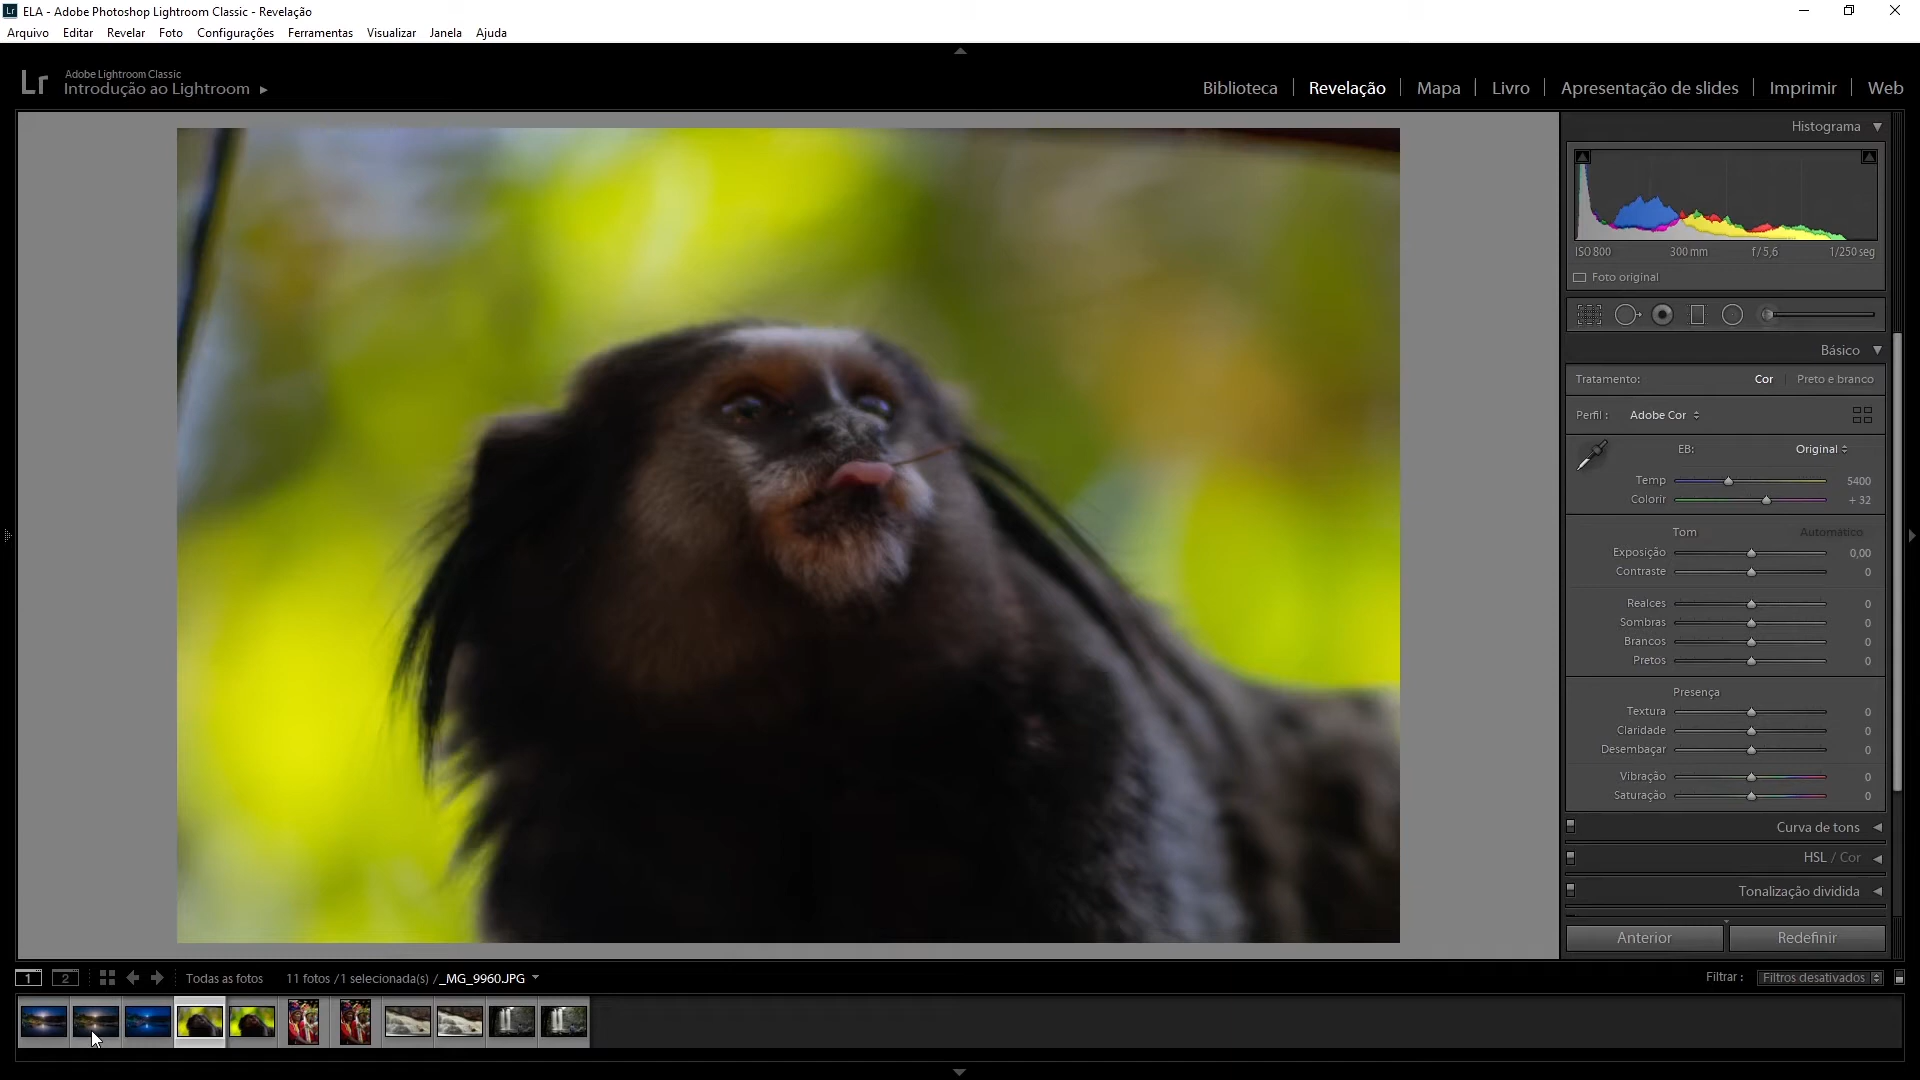 ELA - Adobe Photoshop Lightroom Classic - Revelação
Arquivo Editar Revelar Foto Configurações Ferramentas Visualizar Janela Ajuda
Lr
Adobe Lightroom Classic
Introdução ao Lightroom
Biblioteca Revelação Mapa Livro Apresentação de slides Imprimir Web
Histograma
ISO 800 300 mm f / 5,6 1/250 seg
Foto original
Básico
Tratamento: Cor Preto e branco
Perfil : Adobe Cor
EB: Original
Temp 5400
Colorir + 32
Tom Automático
Exposição 0,00
Contraste 0
Realces 0
Sombras 0
Brancos 0
Pretos 0
Presença
Textura 0
Claridade 0
Desembaçar 0
Vibração 0
Saturação 0
Curva de tons
HSL / Cor
Tonalização dividida
Anterior Redefinir
1 2 Todas as fotos 11 fotos /1 selecionada(s) /_MG_9960.JPG Filtrar : Filtros desativados